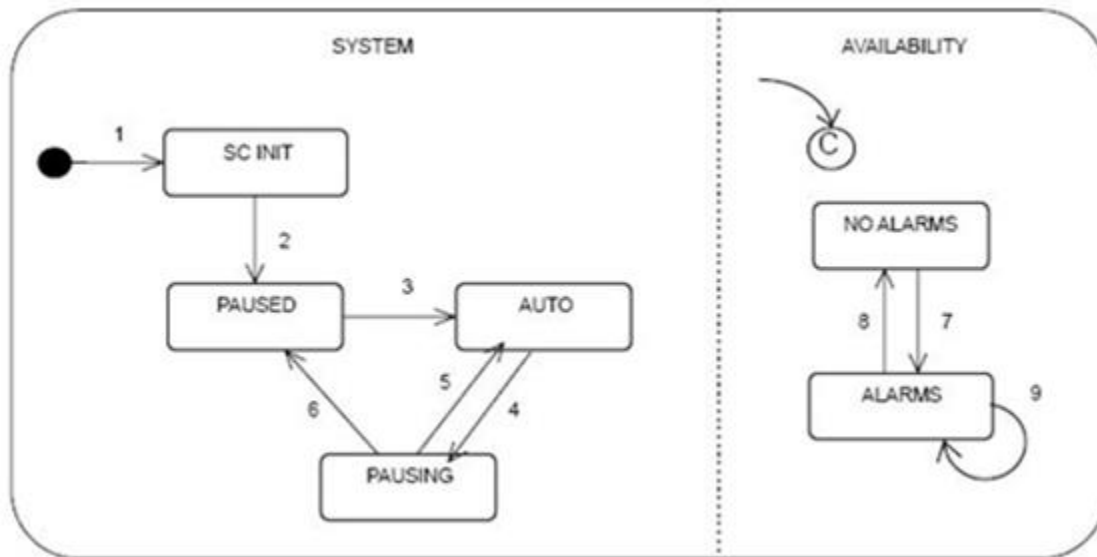 SYSTEM
AVAILABILITY
1
SC INIT
C
2
NO ALARMS
PAUSED
3
AUTO
8
7
6
5
4
ALARMS
9
PAUSING